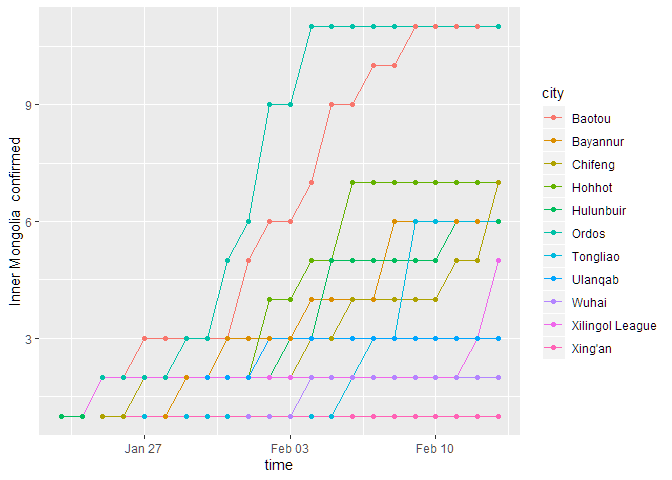 Inner Mongolia confirmed
9
6
3
Jan 27
Feb 03
Feb 10
time
city
Baotou
Bayannur
Chifeng
Hohhot
Hulunbuir
Ordos
Tongliao
Ulanqab
Wuhai
Xilingol League
Xing'an